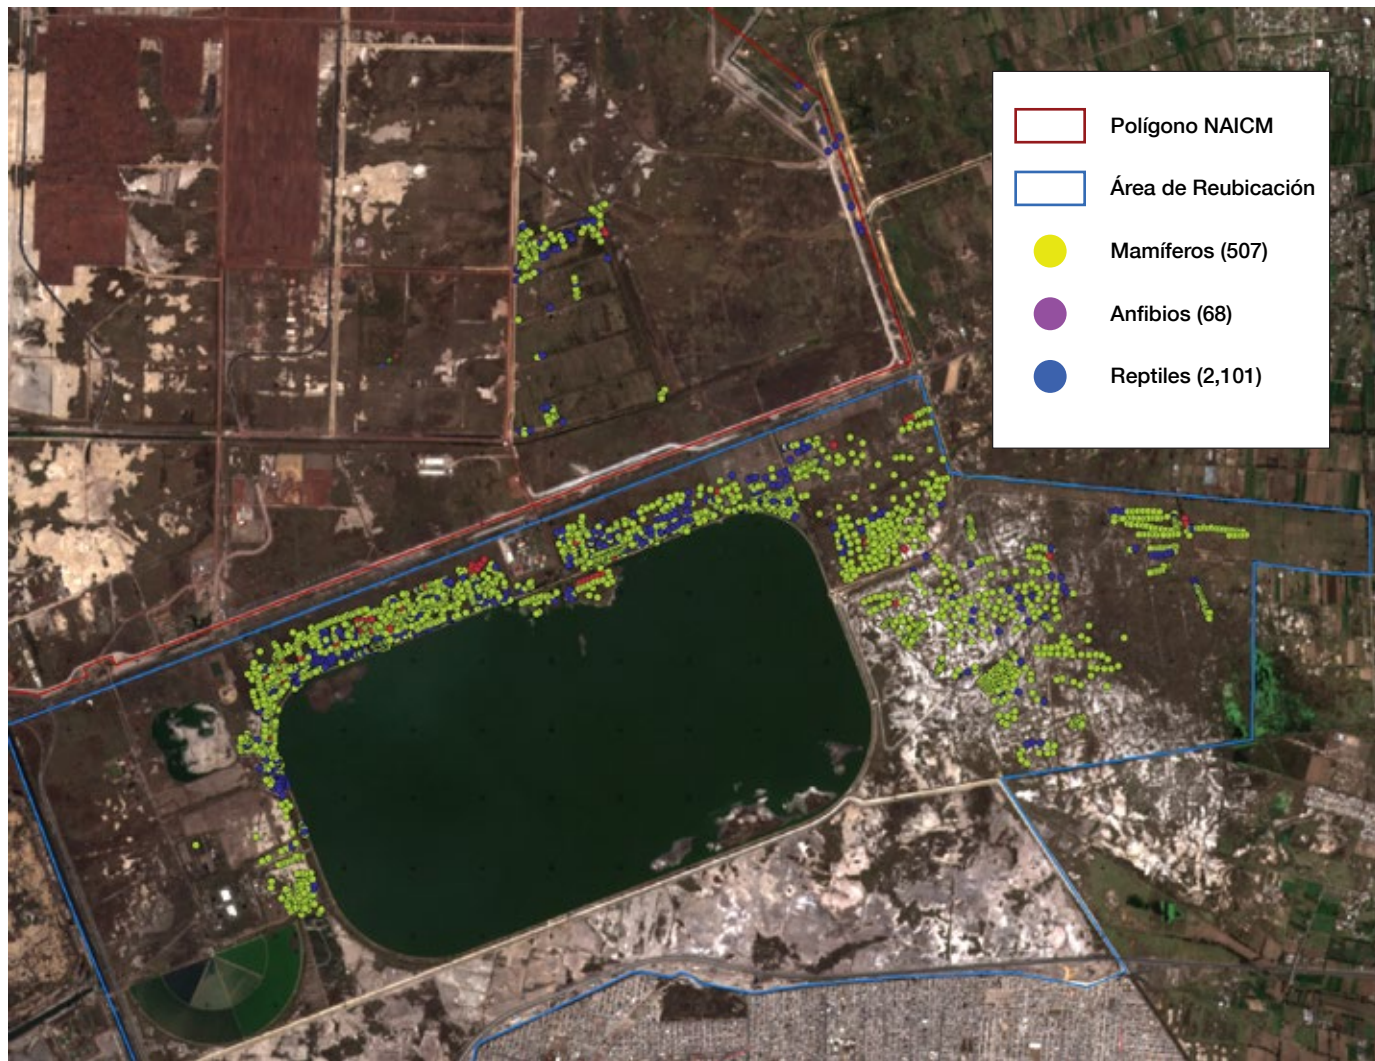 Polígono NAICM
Área de Reubicación
Mamíferos (507)
Anfibios (68)
Reptiles (2,101)